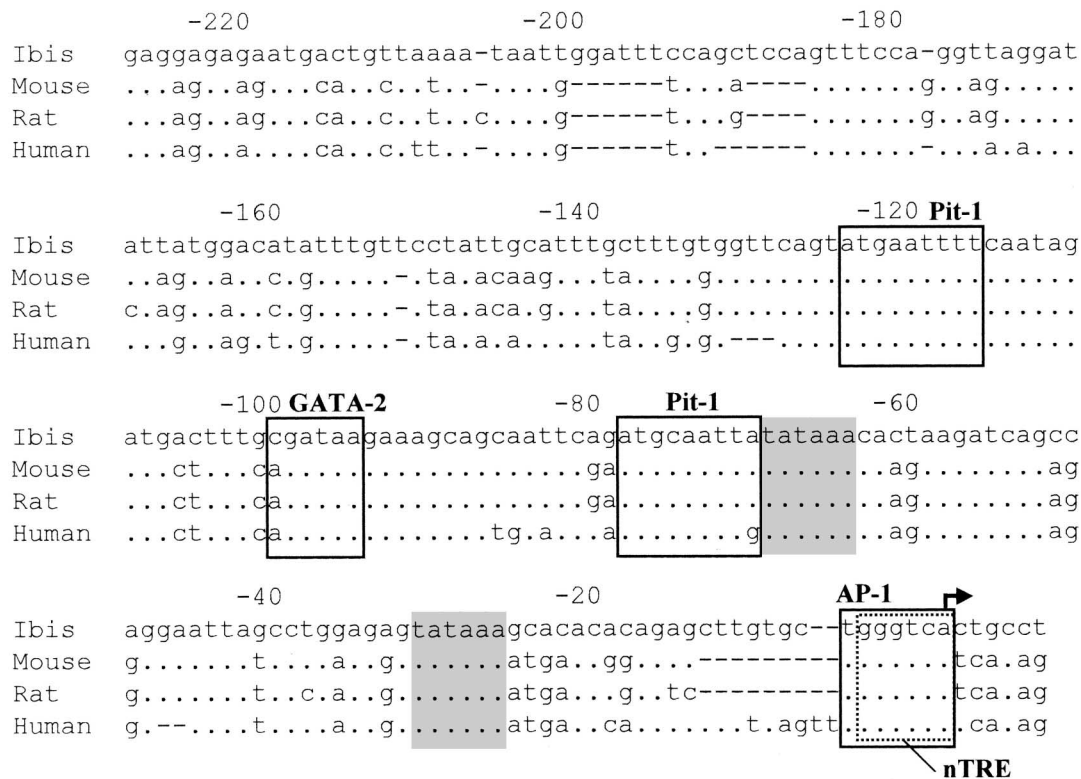 -220 -200 -180
Ibis gaggagagaatgactgttaaaa-taattggatttccagctccagtttcca-ggttaggat
Mouse ...ag..ag...ca..c..t..-....g------t...a----.......g..ag....
Rat ...ag..ag...ca..c..t..c....g------t...g----.......g..ag....
Human ...ag..a....ca..c.tt..-....g------t..------.......-...a.a..
-160 -140 -120 Pit-1
Ibis attatggacatatttgttcctattgcatttgctttgtggttcagtatgaattttcaatag
Mouse ..ag..a..c.g.....-.ta.acaag...ta....g.......................
Rat c.ag..a..c.g.....-.ta.aca.g...ta....g.......................
Human ...g..ag.t.g.....-.ta.a.a.....ta..g.g..---..................
-100 GATA-2 -80 Pit-1 -60
Ibis atgactttgcgataagaaagcagcaattcagatgcaattatataaacactaagatcagcc
Mouse ...ct...ca...................ga.................ag........ag
Rat ...ct...ca...................ga.................ag........ag
Human ...ct...ca.............tg.a...a........g........ag........ag
-40 -20 AP-1
Ibis aggaattagcctggagagtataaagcacacacagagcttgtgc--tgggtcactgcct
Mouse g.......t....a..g.......atga..gg....---------.......tca.ag
Rat g.......t..c.a..g.......atga...g..tc---------.......tca.ag
Human g.--....t....a..g.......atga..ca.......t.agtt........ca.ag
nTRE